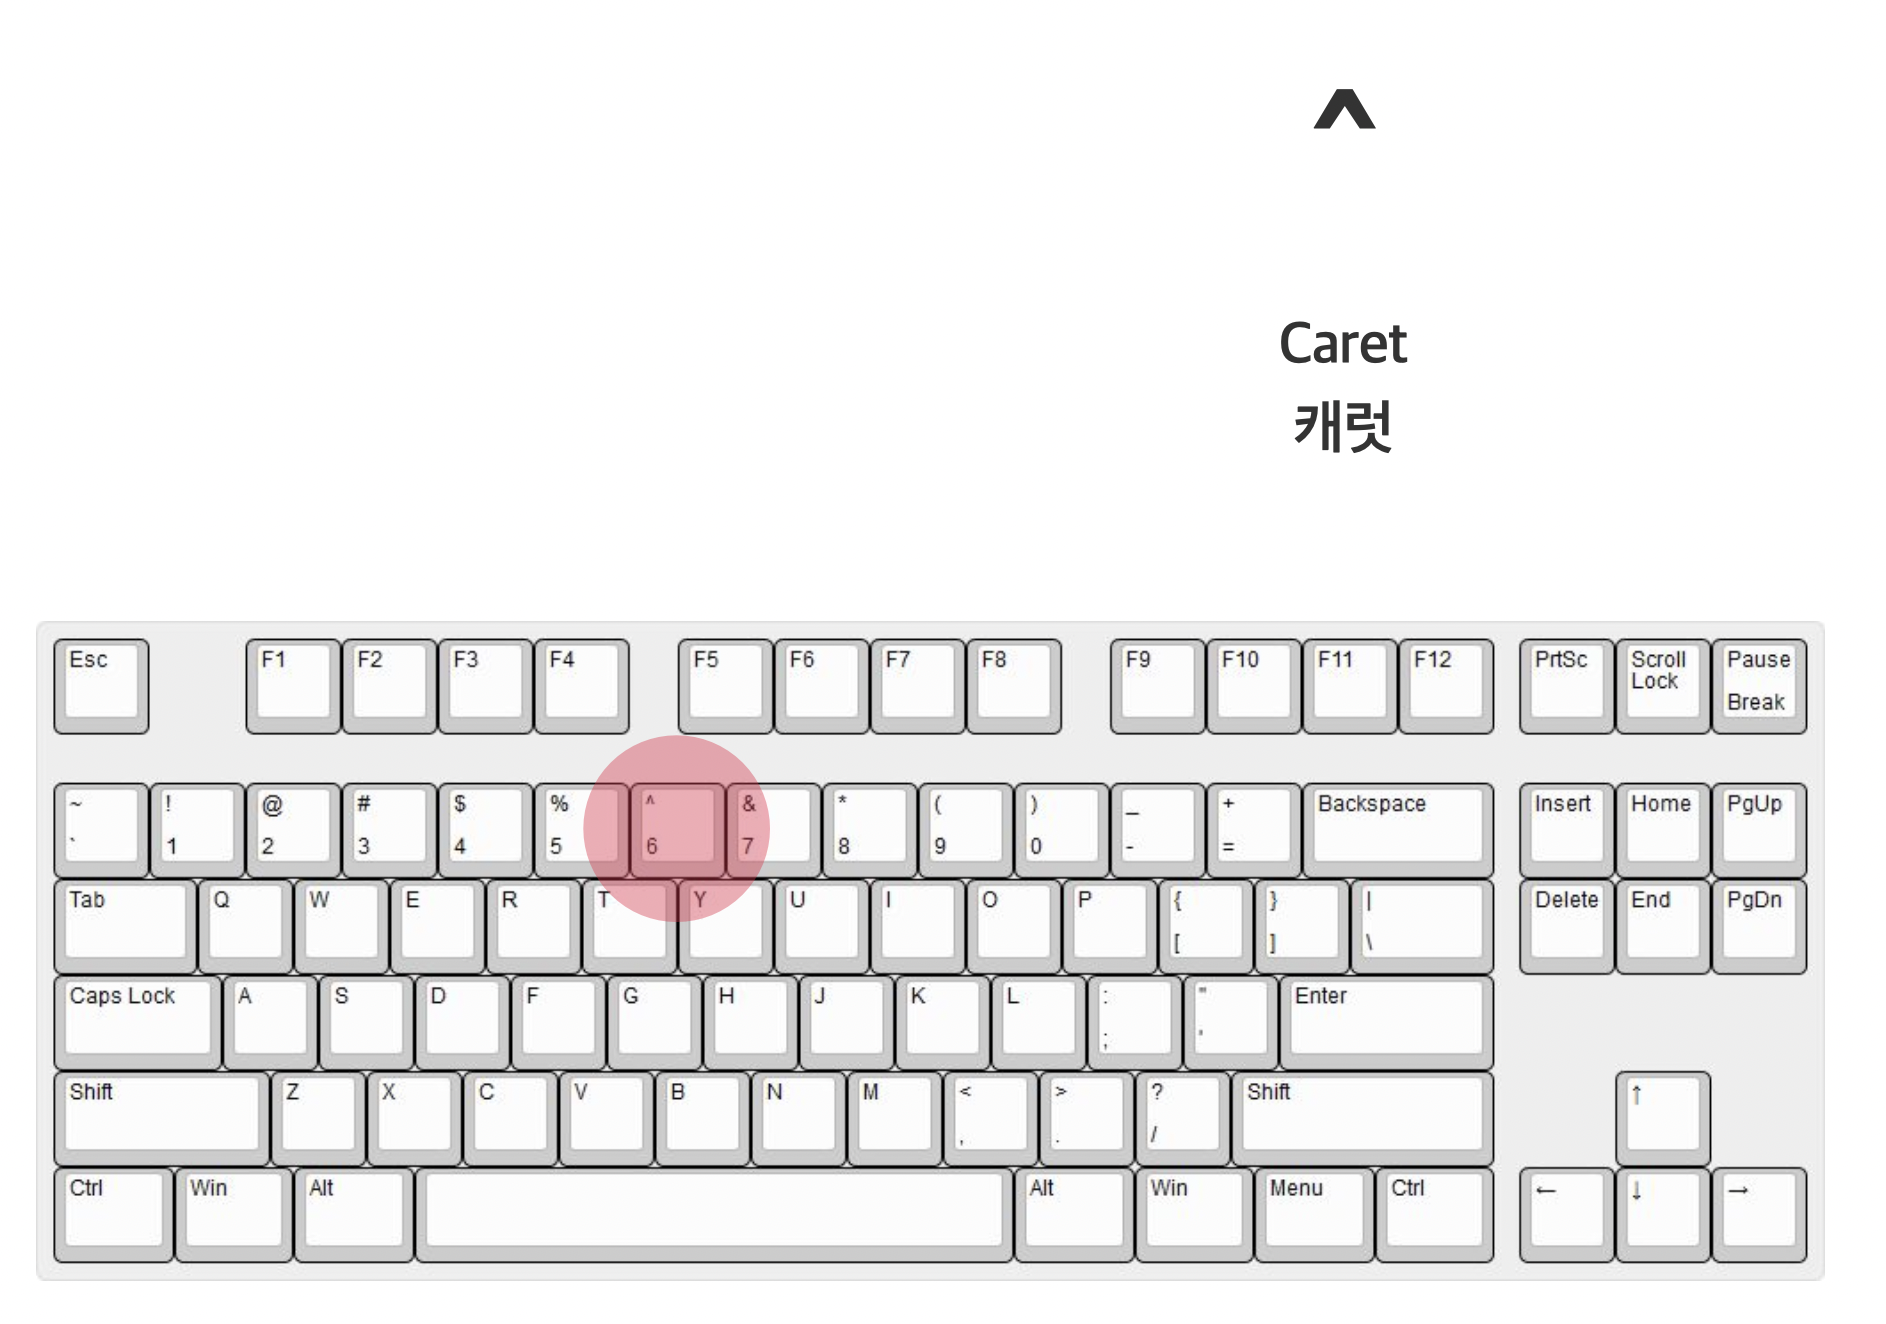 ^
Caret
캐럿
Esc F1 F2 F3 F4 F5 F6 F7 F8 F9 F10 F11 F12 PrtSc Scroll Lock Pause Break
~ ` ! 1 @ 2 # 3 $ 4 % 5 ^ 6 & 7 * 8 ( 9 ) 0 _ - + = Backspace Insert Home PgUp
Tab Q W E R T Y U I O P { [ } ] | \ Delete End PgDn
Caps Lock A S D F G H J K L : ; " ' Enter
Shift Z X C V B N M < , > . ? / Shift ↑
Ctrl Win Alt Alt Win Menu Ctrl ← ↓ →